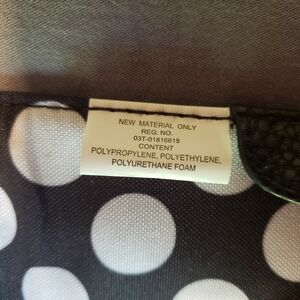 NEW MATERIAL ONLY
REG. NO.
03T-01816615
CONTENT
POLYPROPYLENE, POLYETHYLENE,
POLYURETHANE FOAM